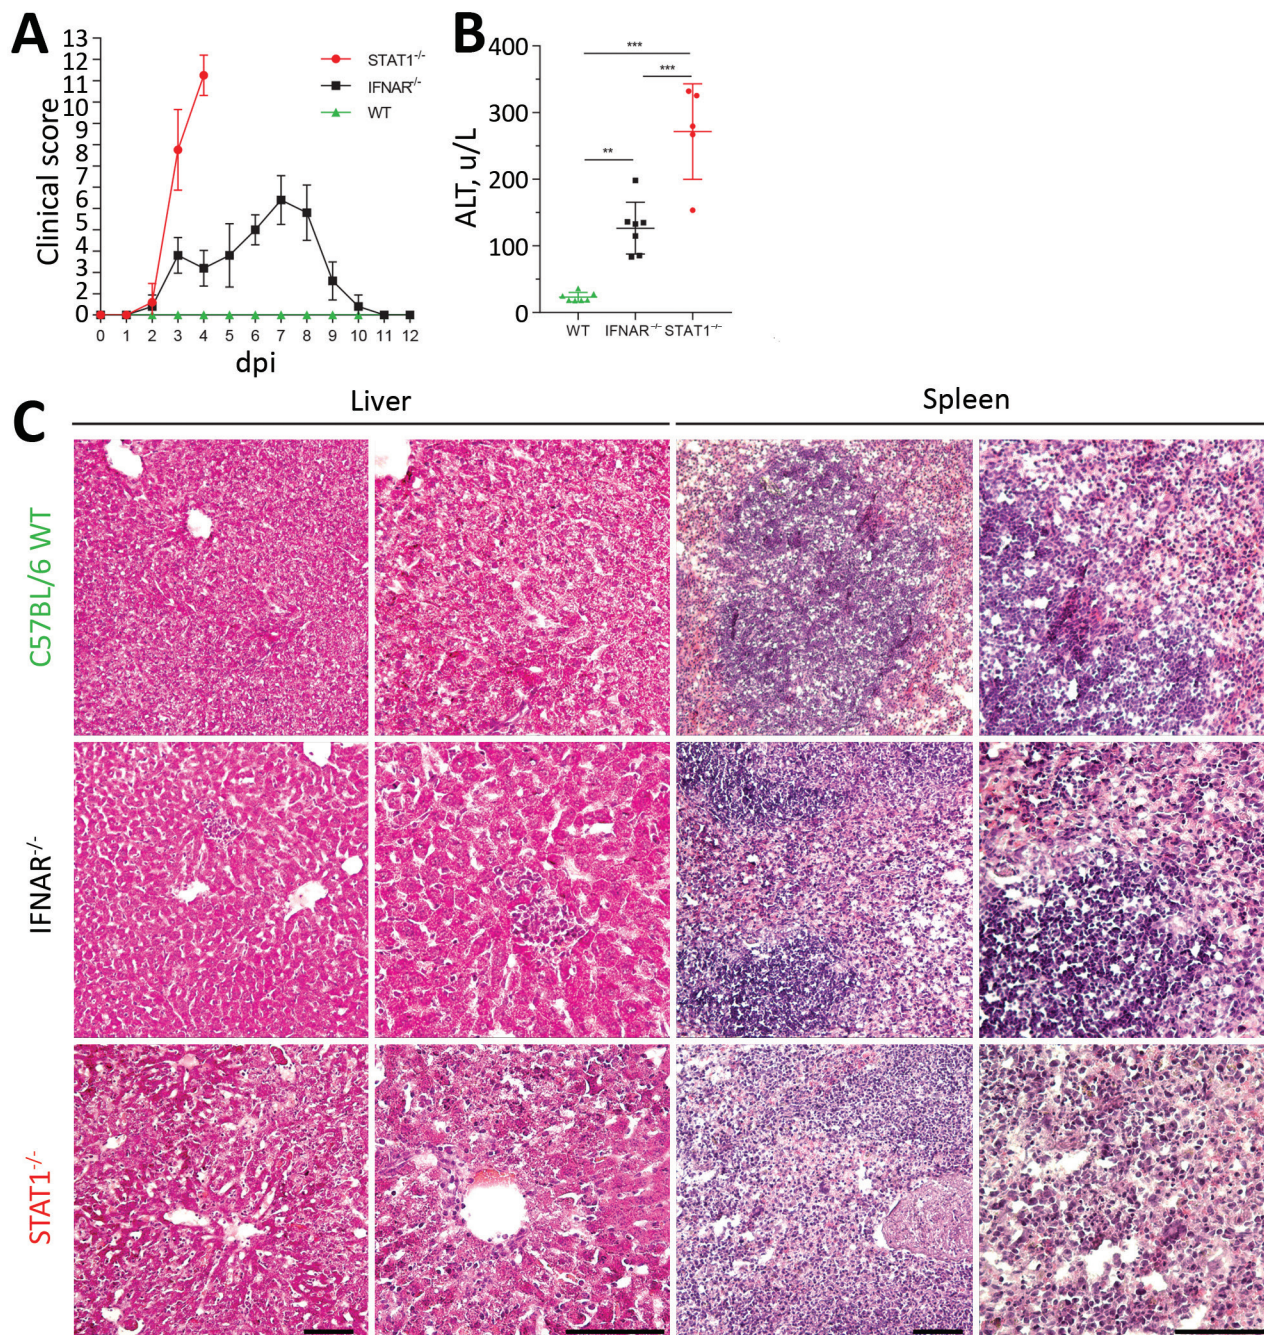 A
13
12
11
10
9
8
7
6
5
4
3
2
2
0
Clinical score
0 1 2 3 4 5 6 7 8 9 10 11 12
dpi
STAT1-/-
IFNAR-/-
WT
B
400
300
200
100
0
ALT, u/L
***
***
**
WT IFNAR-/- STAT1-/-
C
Liver Spleen
C57BL/6 WT
IFNAR-/-
STAT1-/-